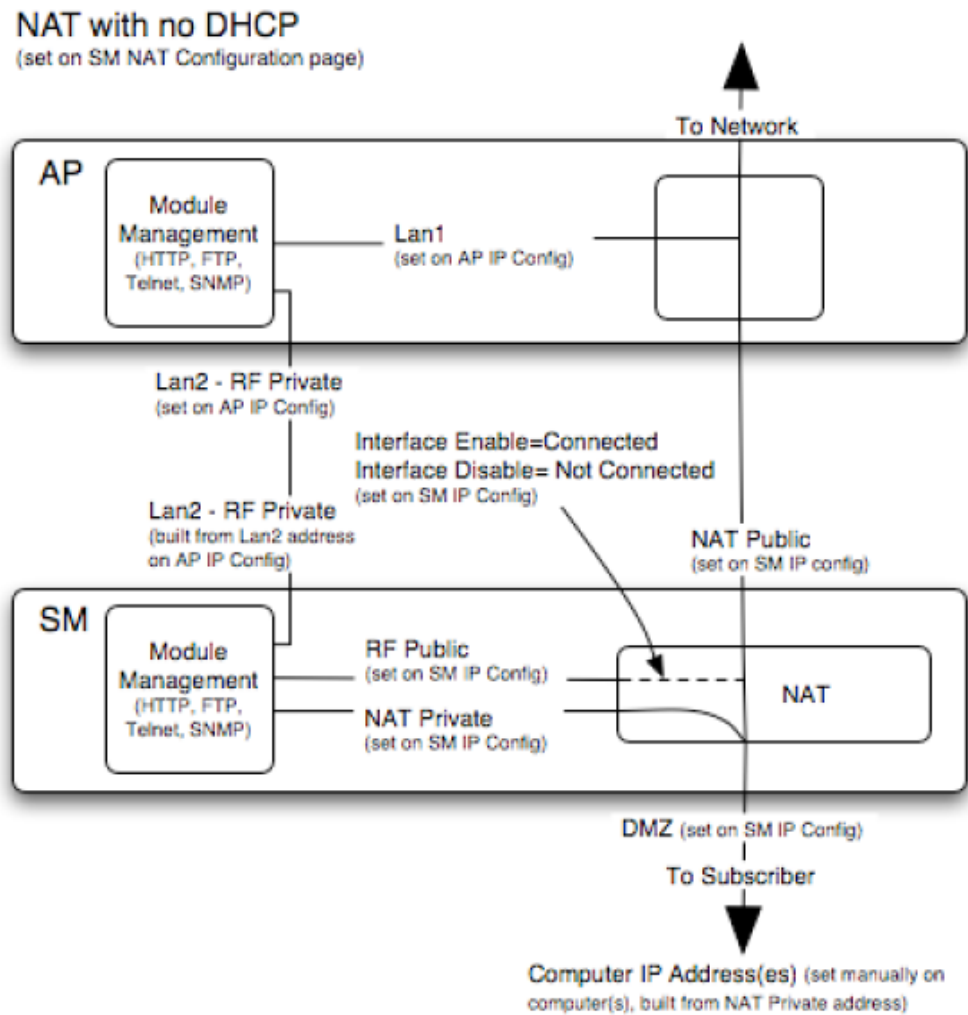 NAT with no DHCP
(set on SM NAT Configuration page)
To Network
AP
Module
Management
(HTTP, FTP,
Telnet, SNMP)
Lan1
(set on AP IP Config)
Lan2 - RF Private
(set on AP IP Config)
Interface Enable=Connected
Interface Disable= Not Connected
(set on SM IP Config)
Lan2 - RF Private
(built from Lan2 address
on AP IP Config)
NAT Public
(set on SM IP config)
SM
Module
Management
(HTTP, FTP,
Telnet, SNMP)
RF Public
(set on SM IP Config)
NAT Private
(set on SM IP Config)
NAT
DMZ (set on SM IP Config)
To Subscriber
Computer IP Address(es) (set manually on
computer(s), built from NAT Private address)